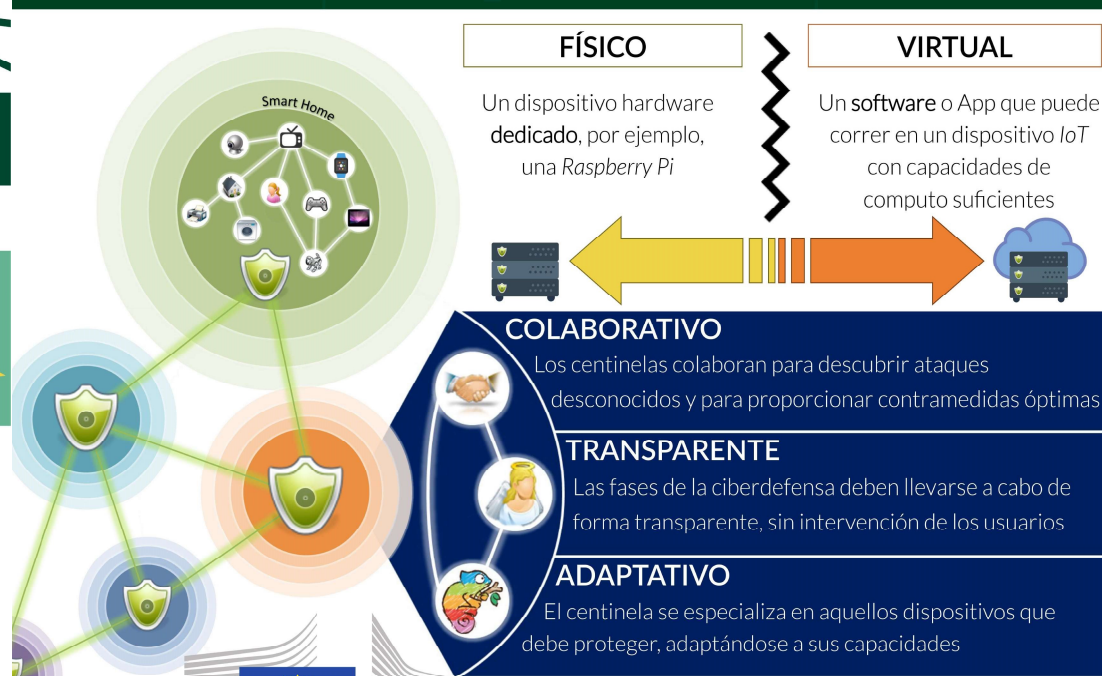 Smart Home
FÍSICO
Un dispositivo hardware
dedicado, por ejemplo,
una Raspberry Pi
VIRTUAL
Un software o App que puede
correr en un dispositivo IoT
con capacidades de
computo suficientes
COLABORATIVO
Los centinelas colaboran para descubrir ataques
desconocidos y para proporcionar contramedidas óptimas
TRANSPARENTE
Las fases de la ciberdefensa deben llevarse a cabo de
forma transparente, sin intervención de los usuarios
ADAPTATIVO
El centinela se especializa en aquellos dispositivos que
debe proteger, adaptándose a sus capacidades